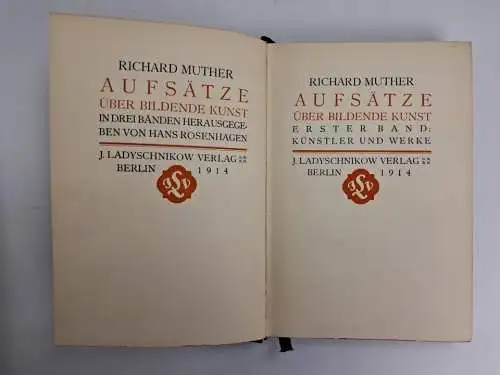 RICHARD MUTHER
AUFSÄTZE
ÜBER BILDENDE KUNST
IN DREI BÄNDEN HERAUSGEGE-
BEN VON HANS ROSENHAGEN
J. LADYSCHNIKOW VERLAG
BERLIN 1914
RICHARD MUTHER
AUFSÄTZE
ÜBER BILDENDE KUNST
ERSTER BAND:
KÜNSTLER UND WERKE
J. LADYSCHNIKOW VERLAG
BERLIN 1914